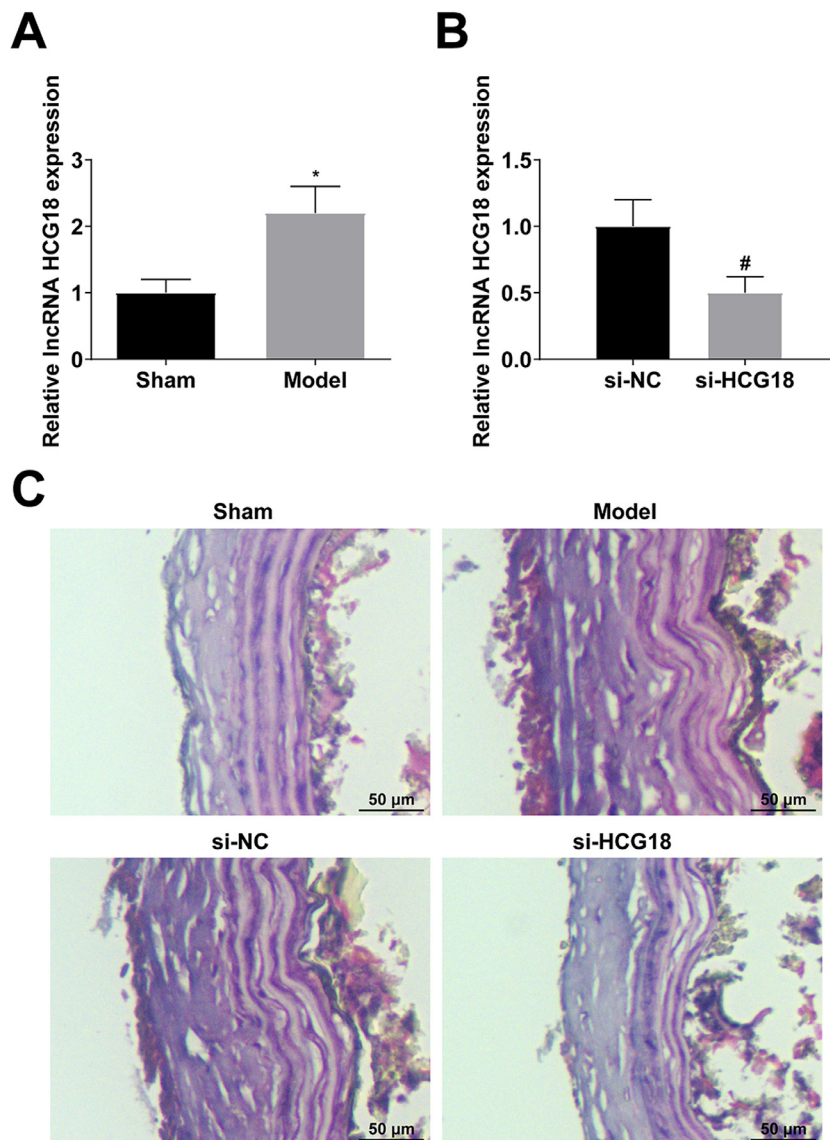 A
Relative lncRNA HCG18 expression
3
2
1
0
*
Sham
Model
B
Relative lncRNA HCG18 expression
1.5
1.0
0.5
0.0
#
si-NC
si-HCG18
C
Sham
Model
50 µm
50 µm
si-NC
si-HCG18
50 µm
50 µm